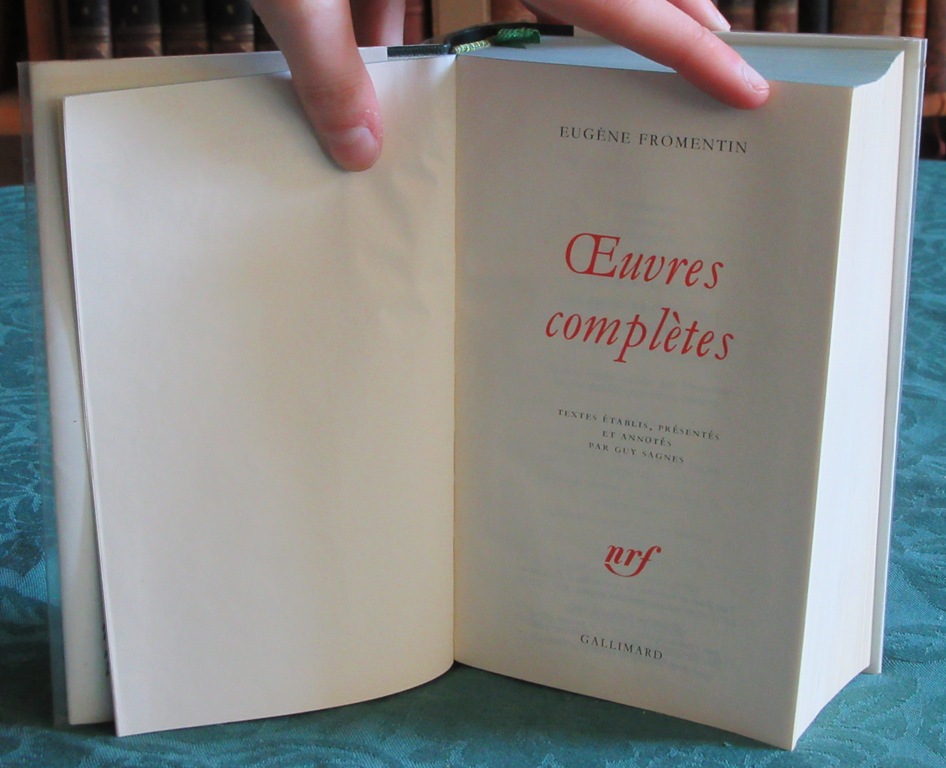 EUGÈNE FROMENTIN
Œuvres
complètes
TEXTES ÉTABLIS, PRÉSENTÉS
ET ANNOTÉS
PAR GUY SAGNES
nrf
GALLIMARD